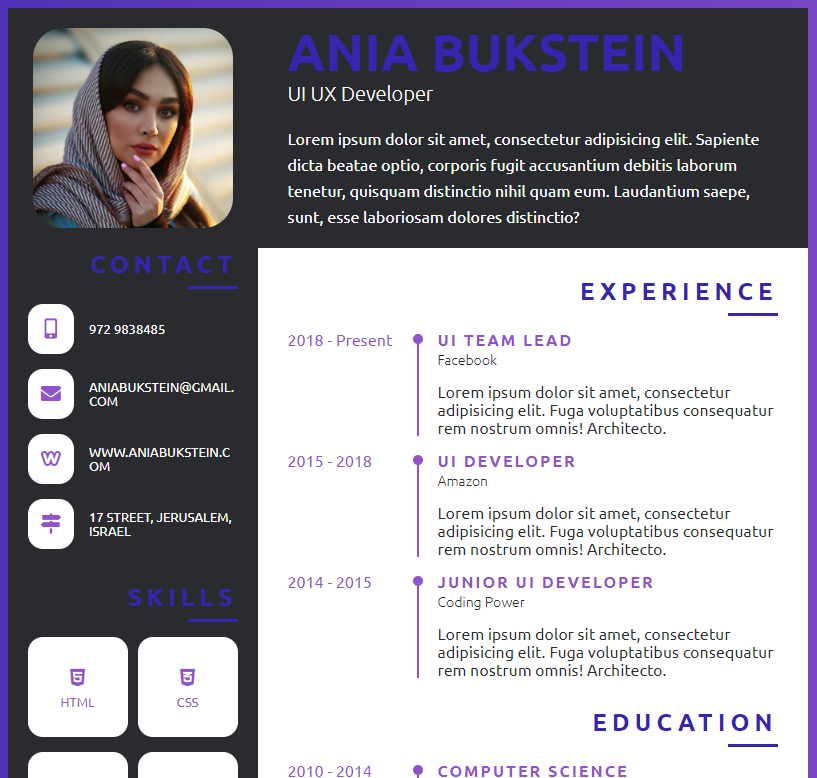 ANIA BUKSTEIN
UI UX Developer
Lorem ipsum dolor sit amet, consectetur adipisicing elit. Sapiente
dicta beatae optio, corporis fugit accusantium debitis laborum
tenetur, quisquam distinctio nihil quam eum. Laudantium saepe,
sunt, esse laboriosam dolores distinctio?
CONTACT
972 9838485
ANIABUKSTEIN@GMAIL.
COM
WWW.ANIABUKSTEIN.C
OM
17 STREET, JERUSALEM,
ISRAEL
SKILLS
HTML
CSS
EXPERIENCE
2018 - Present
UI TEAM LEAD
Facebook
Lorem ipsum dolor sit amet, consectetur
adipisicing elit. Fuga voluptatibus consequatur
rem nostrum omnis! Architecto.
2015 - 2018
UI DEVELOPER
Amazon
Lorem ipsum dolor sit amet, consectetur
adipisicing elit. Fuga voluptatibus consequatur
rem nostrum omnis! Architecto.
2014 - 2015
JUNIOR UI DEVELOPER
Coding Power
Lorem ipsum dolor sit amet, consectetur
adipisicing elit. Fuga voluptatibus consequatur
rem nostrum omnis! Architecto.
EDUCATION
2010 - 2014
COMPUTER SCIENCE